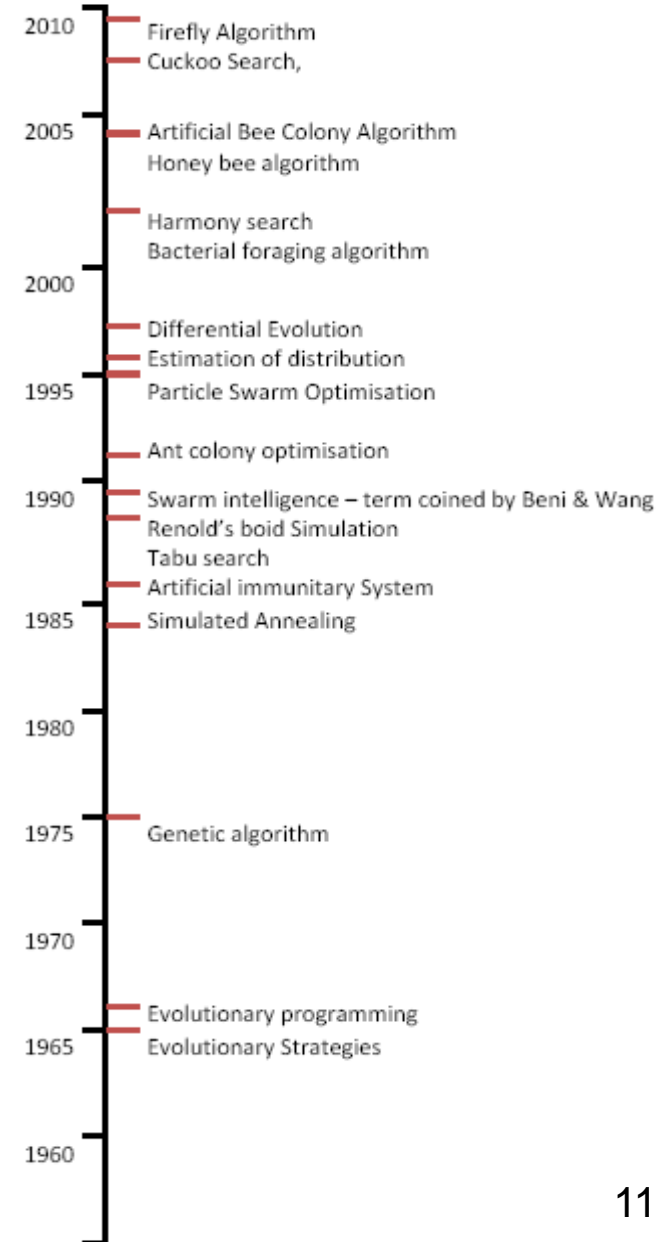 2010
Firefly Algorithm
Cuckoo Search,
2005
Artificial Bee Colony Algorithm
Honey bee algorithm
Harmony search
Bacterial foraging algorithm
2000
Differential Evolution
Estimation of distribution
1995
Particle Swarm Optimisation
Ant colony optimisation
1990
Swarm intelligence – term coined by Beni & Wang
Renold's boid Simulation
Tabu search
Artificial immunitary System
1985
Simulated Annealing
1980
1975
Genetic algorithm
1970
Evolutionary programming
1965
Evolutionary Strategies
1960
11